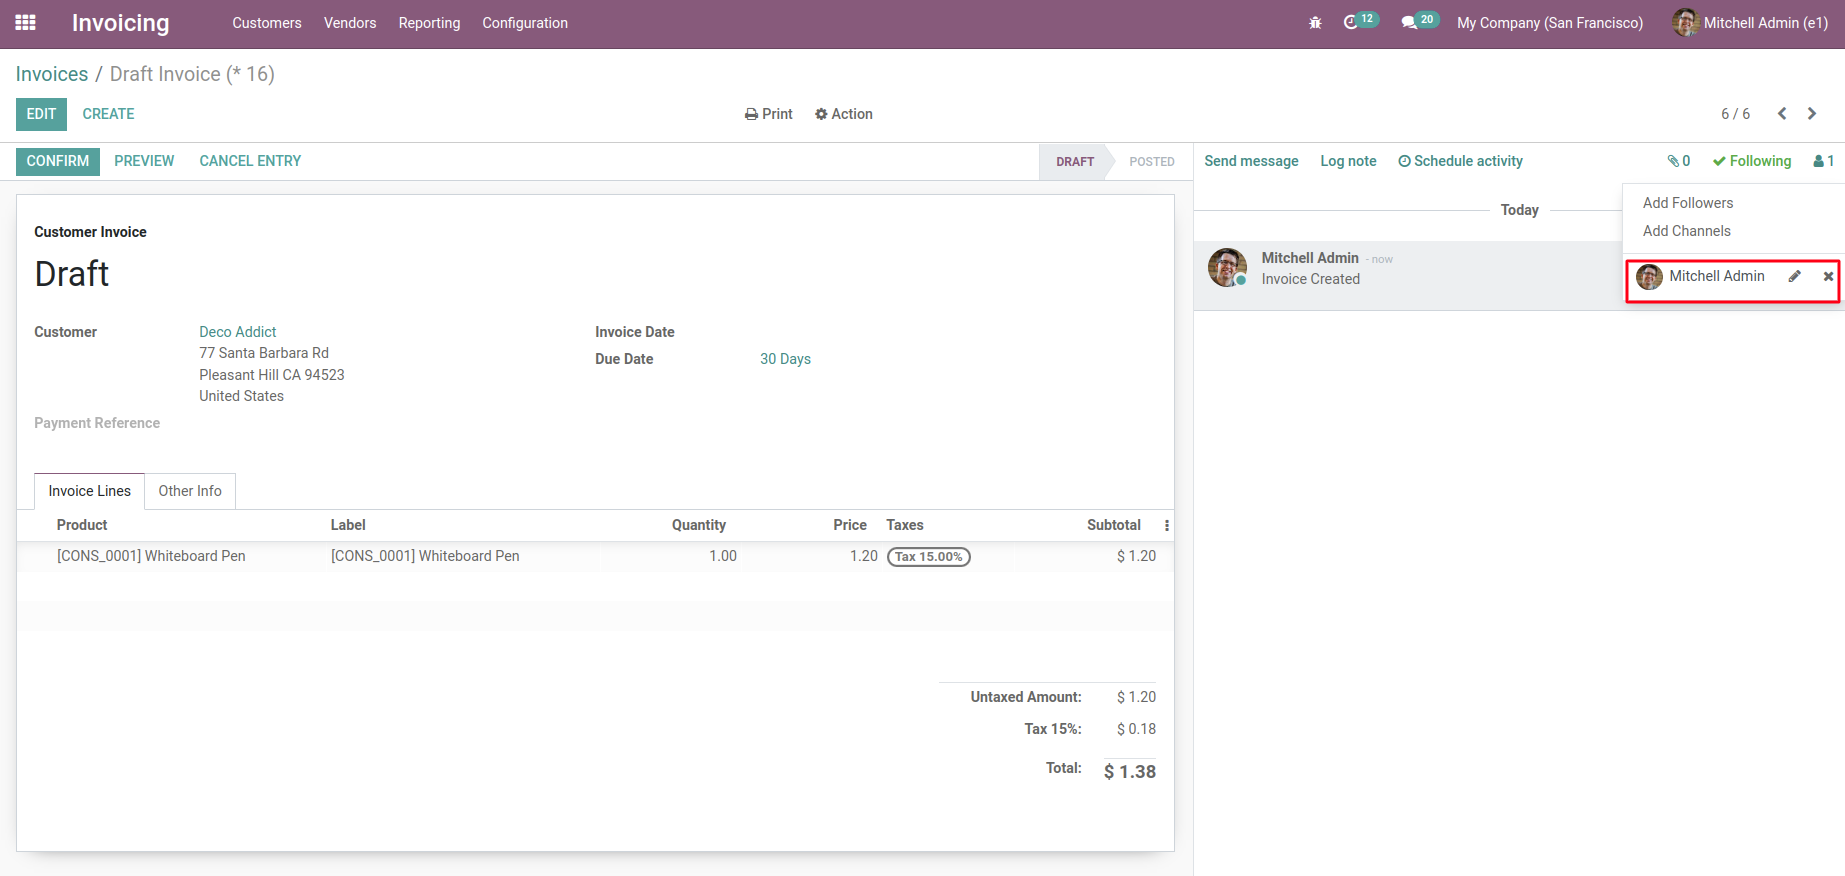 Invoicing Customers Vendors Reporting Configuration 12 20 My Company (San Francisco) Mitchell Admin (e1)
Invoices / Draft Invoice (* 16)
EDIT CREATE Print Action 6 / 6
CONFIRM PREVIEW CANCEL ENTRY DRAFT POSTED
Send message Log note Schedule activity 0 Following 1
Add Followers
Add Channels
Mitchell Admin
Today
Mitchell Admin - now
Invoice Created
Customer Invoice
Draft
Customer Deco Addict
77 Santa Barbara Rd
Pleasant Hill CA 94523
United States
Payment Reference
Invoice Date
Due Date 30 Days
Invoice Lines Other Info
Product Label Quantity Price Taxes Subtotal
[CONS_0001] Whiteboard Pen [CONS_0001] Whiteboard Pen 1.00 1.20 Tax 15.00% $ 1.20
Untaxed Amount: $ 1.20
Tax 15%: $ 0.18
Total: $ 1.38